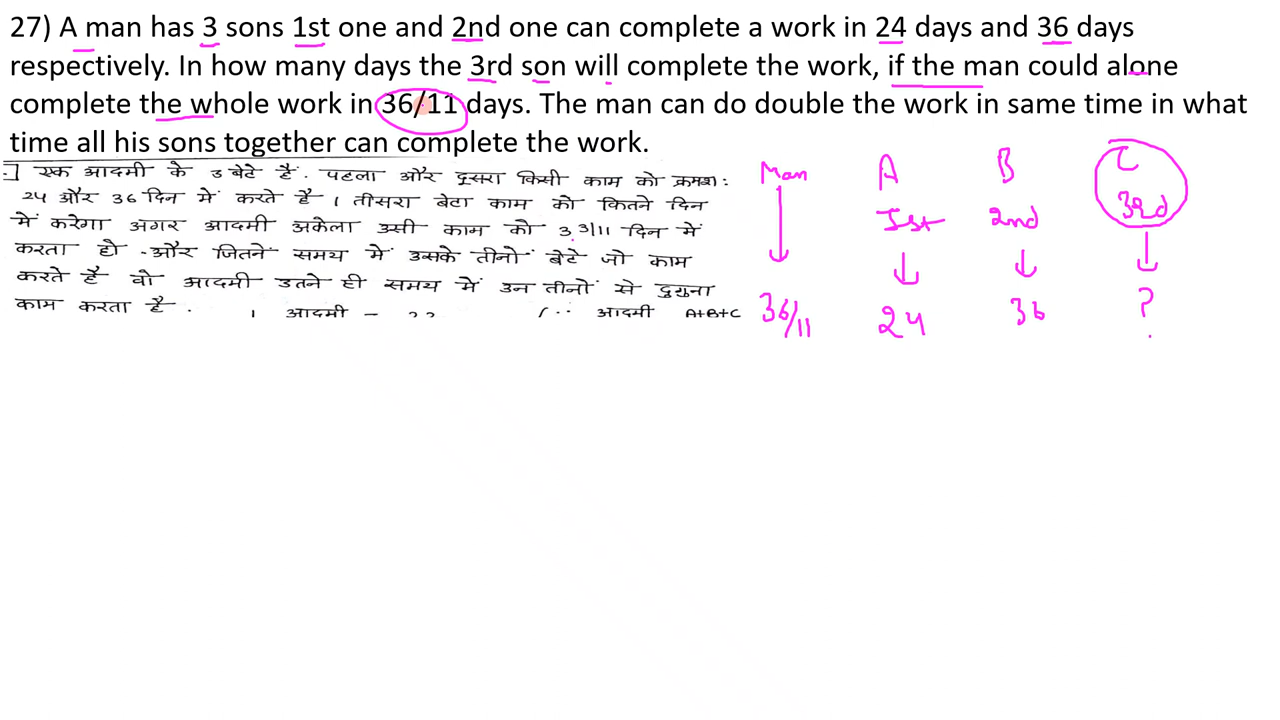 27) A man has 3 sons 1st one and 2nd one can complete a work in 24 days and 36 days
respectively. In how many days the 3rd son will complete the work, if the man could alone
complete the whole work in 36/11 days. The man can do double the work in same time in what
time all his sons together can complete the work.
एक आदमी के 3 बेटे हैं. पहला और दूसरा किसी काम को क्रमश:
24 और 36 दिन में करते है । तीसरा बेटा काम को कितने दिन
में करेगा अगर आदमी अकेला उसी काम को 3 3/11 दिन में
करता हो - और जितने समय में उसके तीनों बेटे जो काम
करते हैं वो आदमी उतने ही समय में उन तीनों से दुगुना
काम करता है .
आदमी आदमी A+B+C
Man A B C
Ist 2nd 3rd
36/11 24 36 ?